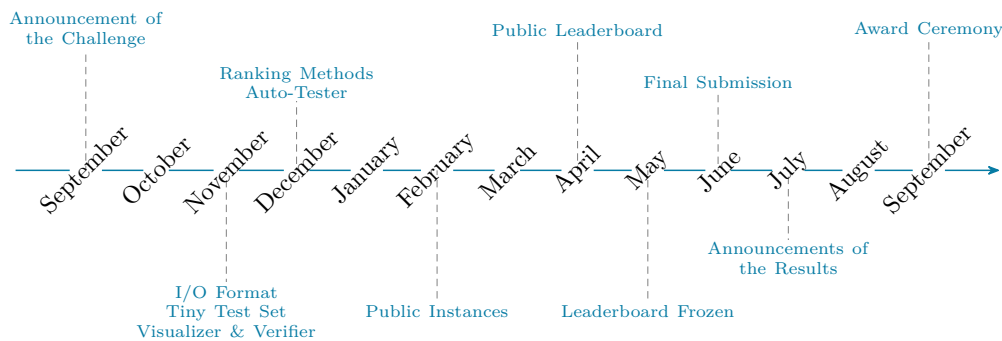 Announcement of
the Challenge
Ranking Methods
Auto-Tester
Public Leaderboard
Final Submission
Award Ceremony
September
October
November
December
January
February
March
April
May
June
July
August
September
I/O Format
Tiny Test Set
Visualizer & Verifier
Public Instances
Leaderboard Frozen
Announcements of
the Results